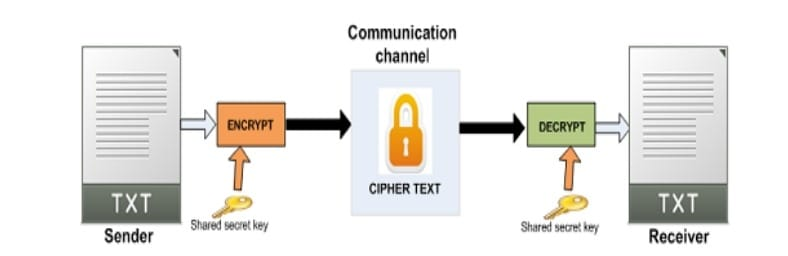 Communication
channel
TXT
Sender
ENCRYPT
Shared secret key
CIPHER TEXT
DECRYPT
Shared secret key
TXT
Receiver